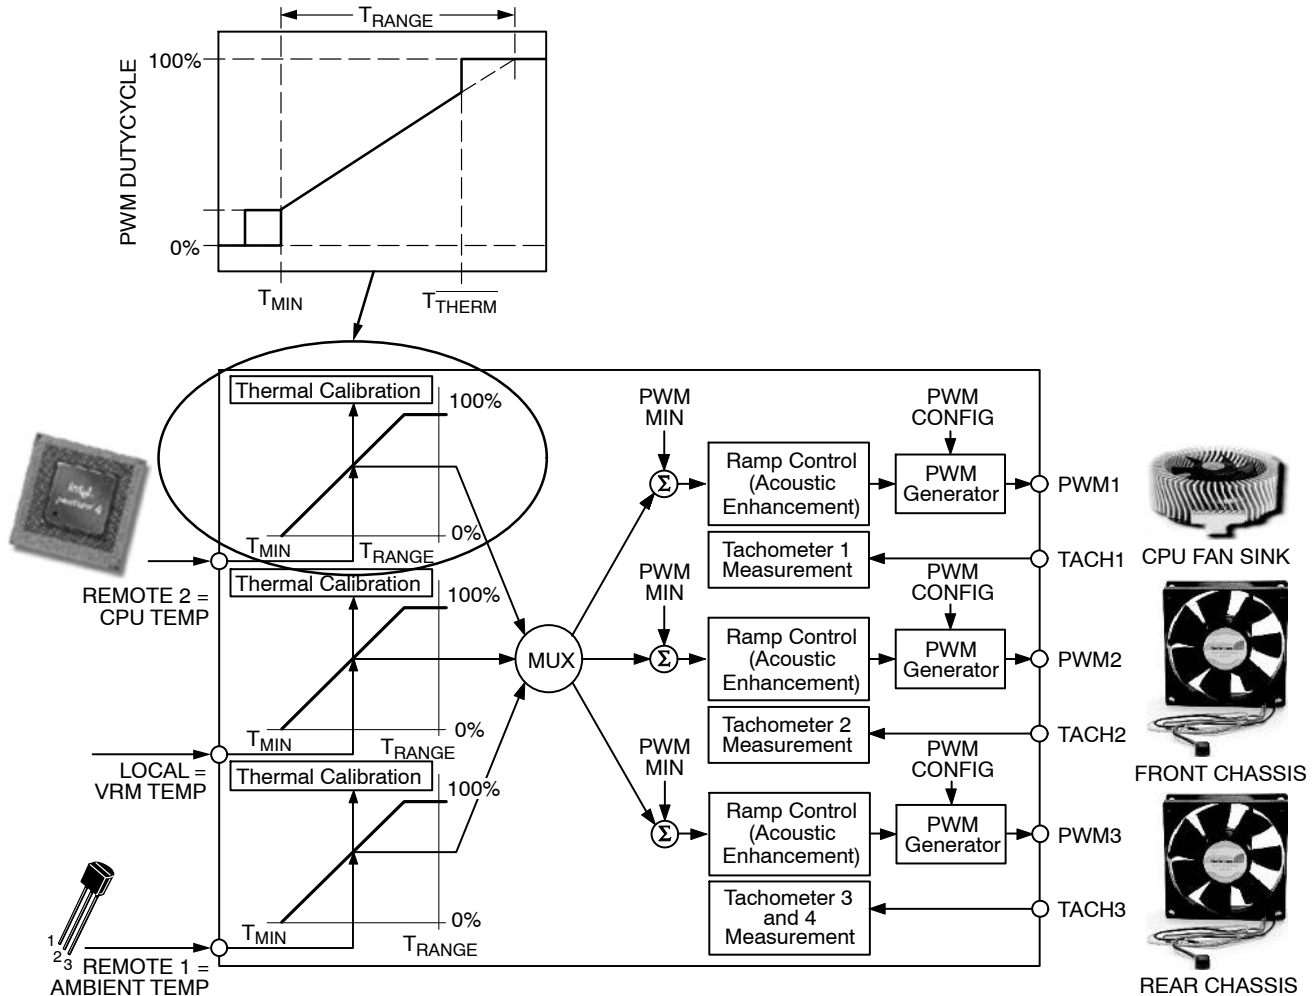 TRANGE
100%
PWM DUTYCYCLE
0%
TMIN
TTHERM
Thermal Calibration
100%
0%
TMIN
TRANGE
REMOTE 2 =
CPU TEMP
Thermal Calibration
100%
0%
TMIN
TRANGE
LOCAL =
VRM TEMP
Thermal Calibration
100%
0%
TMIN
TRANGE
1
2
3
REMOTE 1 =
AMBIENT TEMP
MUX
PWM
MIN
Σ
Ramp Control
(Acoustic
Enhancement)
PWM
CONFIG
PWM
Generator
PWM1
Tachometer 1
Measurement
TACH1
CPU FAN SINK
PWM
MIN
Σ
Ramp Control
(Acoustic
Enhancement)
PWM
CONFIG
PWM
Generator
PWM2
Tachometer 2
Measurement
TACH2
FRONT CHASSIS
PWM
MIN
Σ
Ramp Control
(Acoustic
Enhancement)
PWM
CONFIG
PWM
Generator
PWM3
Tachometer 3
and 4
Measurement
TACH3
REAR CHASSIS